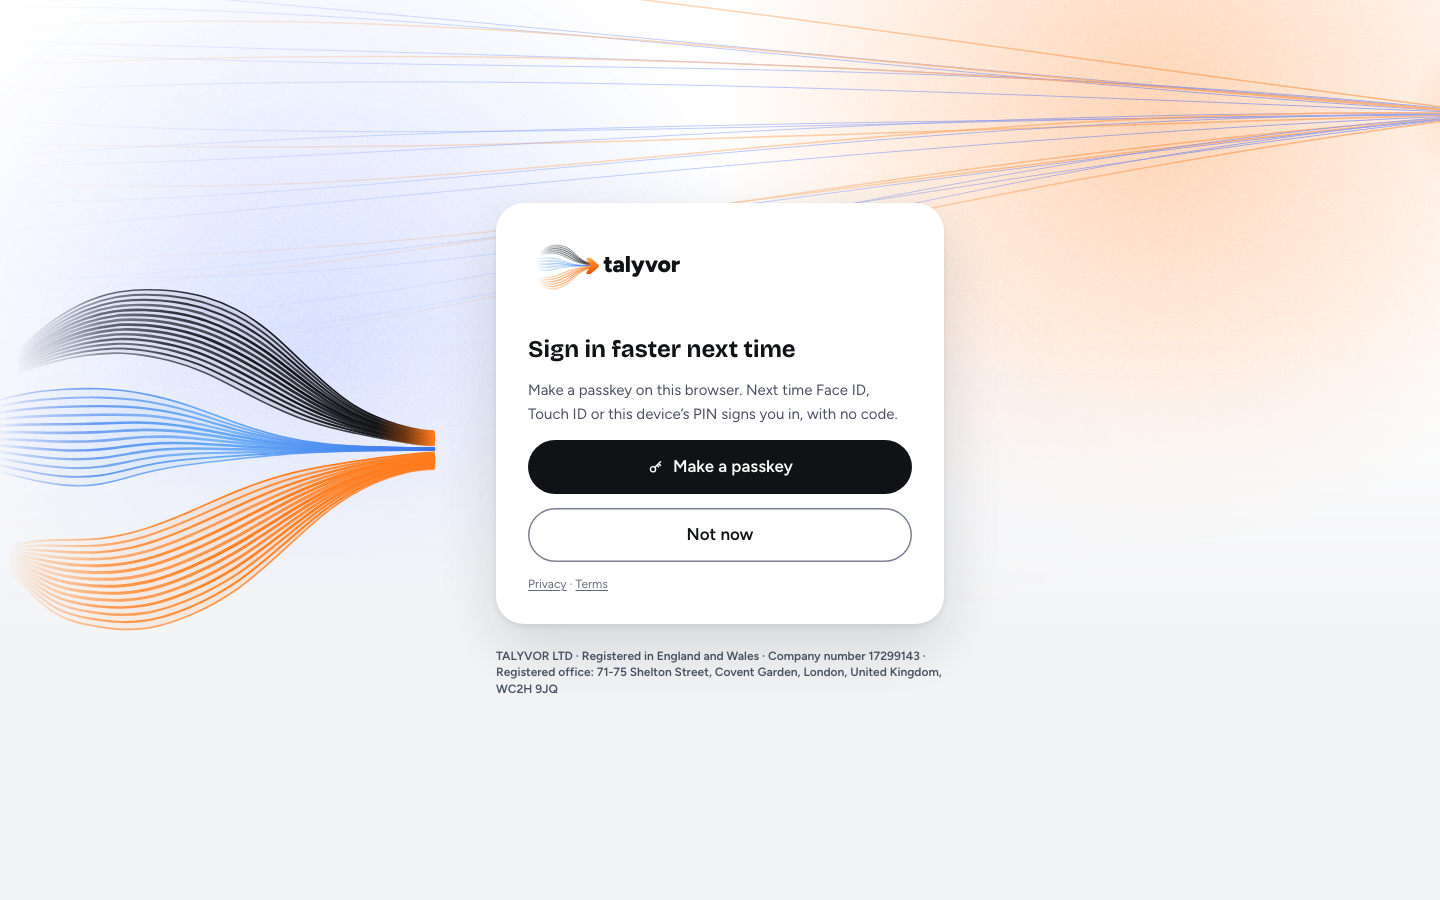 talyvor
Sign in faster next time
Make a passkey on this browser. Next time Face ID,
Touch ID or this device’s PIN signs you in, with no code.
Make a passkey
Not now
Privacy · Terms
TALYVOR LTD · Registered in England and Wales · Company number 17299143 ·
Registered office: 71-75 Shelton Street, Covent Garden, London, United Kingdom,
WC2H 9JQ